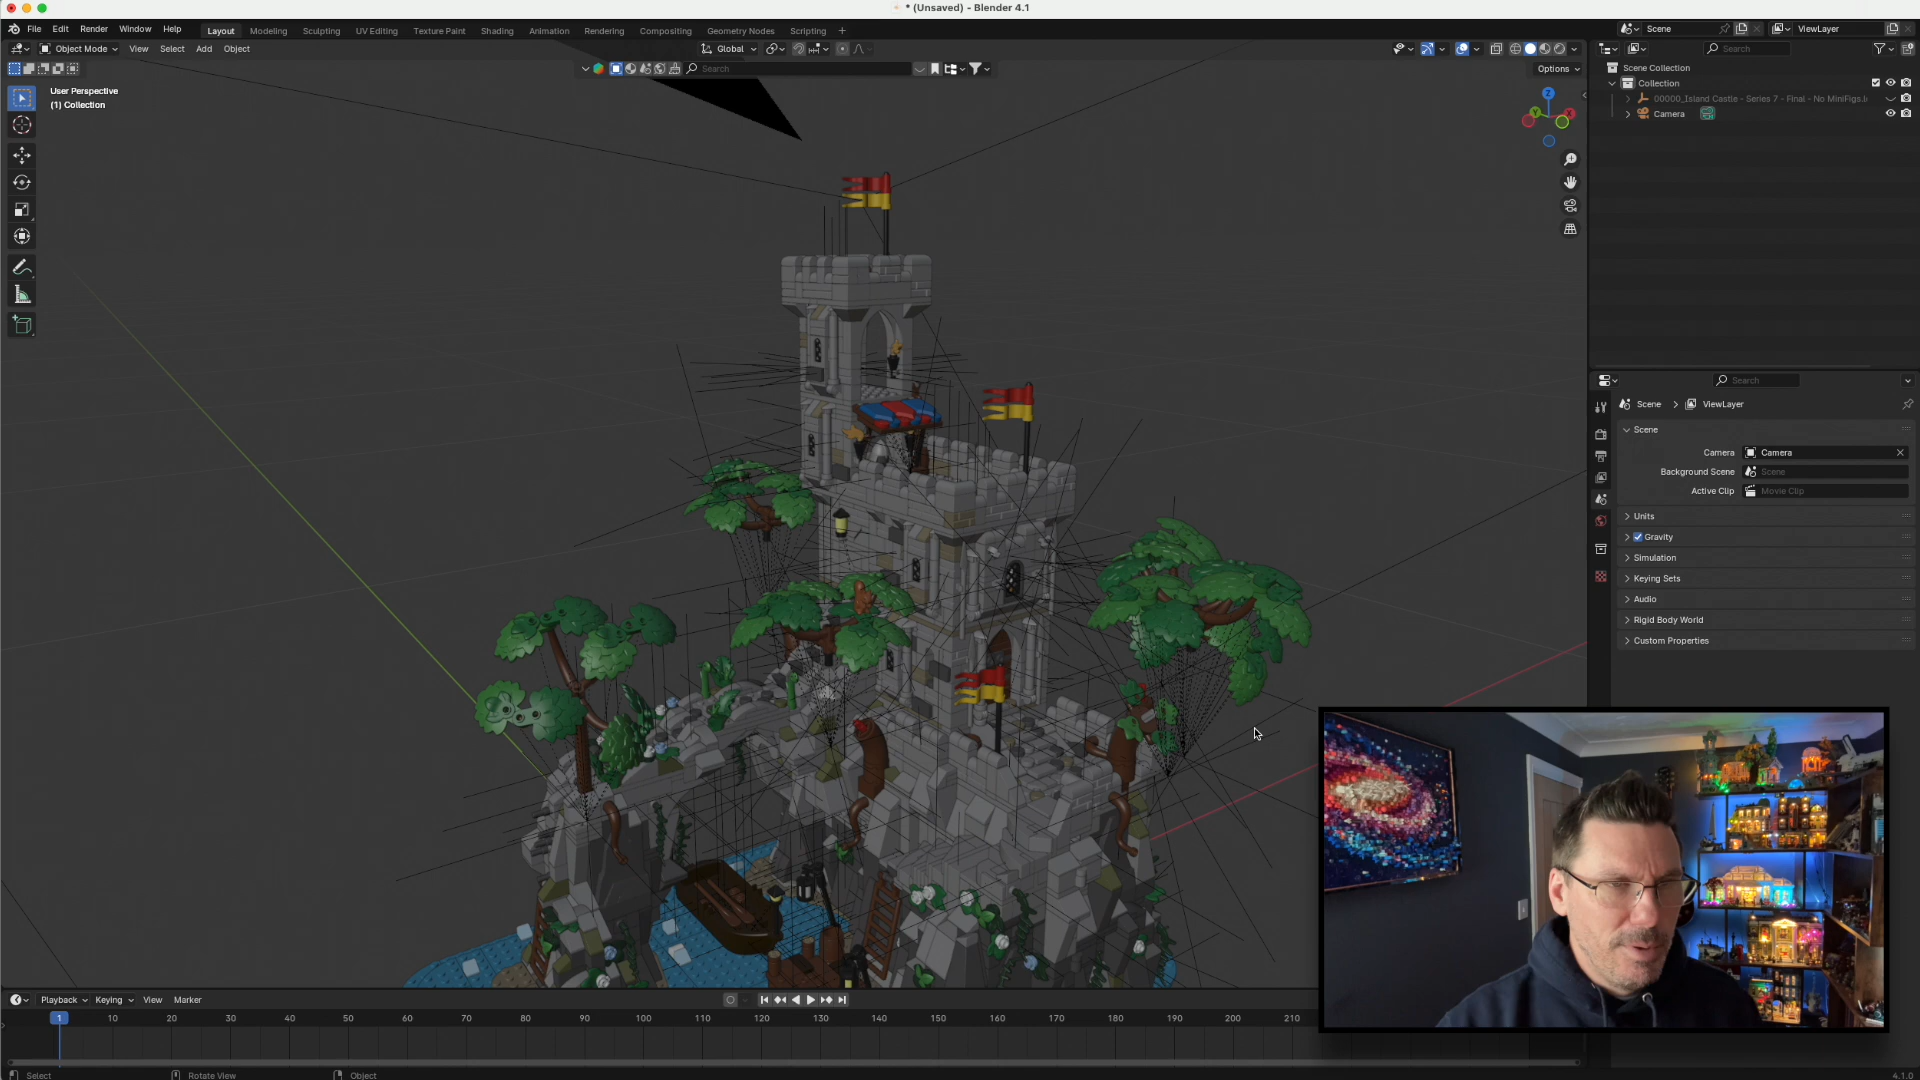 * (Unsaved) - Blender 4.1
File Edit Render Window Help
Layout Modeling Sculpting UV Editing Texture Paint Shading Animation Rendering Compositing Geometry Nodes Scripting +
Scene
ViewLayer
Object Mode View Select Add Object
Global
Search
Search
Options
User Perspective
(1) Collection
Scene Collection
Collection
00000_Island Castle - Series 7 - Final - No MiniFigs.l
Camera
Z
Y
X
Search
Scene > ViewLayer
Scene
Camera Camera
Background Scene Scene
Active Clip Movie Clip
Units
Gravity
Simulation
Keying Sets
Audio
Rigid Body World
Custom Properties
Playback Keying View Marker
1 10 20 30 40 50 60 70 80 90 100 110 120 130 140 150 160 170 180 190 200 210
Select Rotate View Object
4.1.0